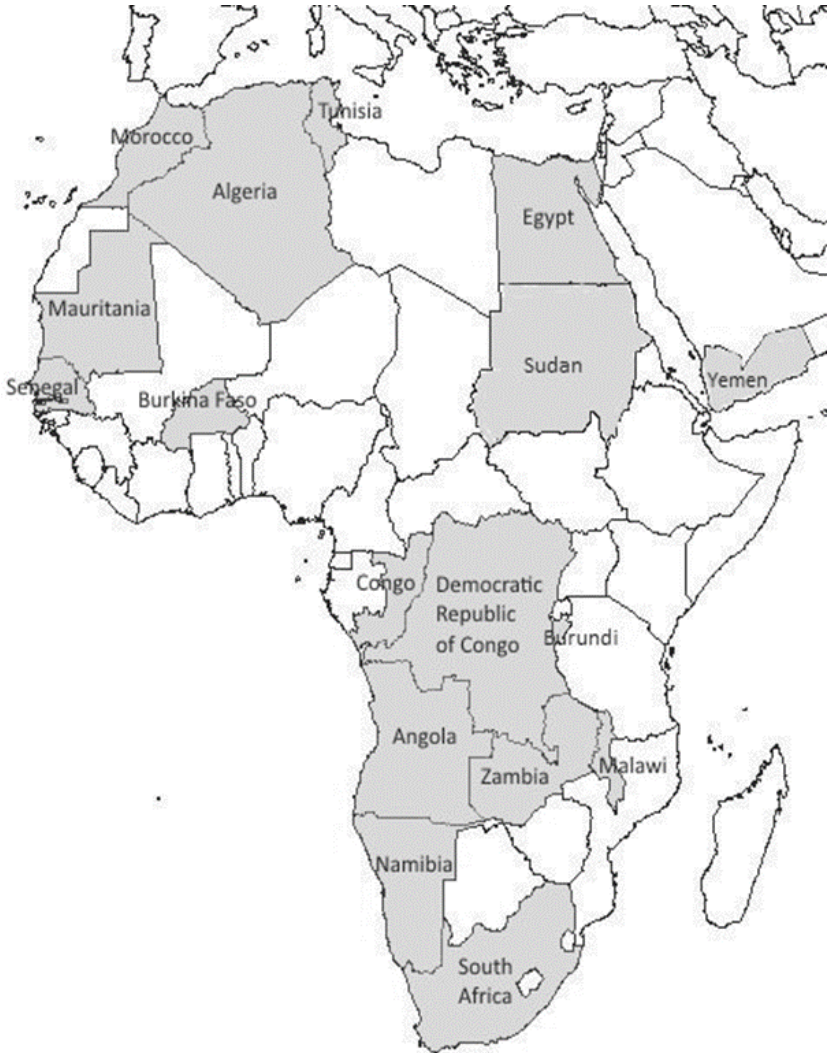 Tunisia
Morocco
Algeria
Egypt
Mauritania
Sudan
Yemen
Senegal
Burkina Faso
Congo
Democratic
Republic
of Congo
Burundi
Angola
Zambia
Malawi
Namibia
South
Africa